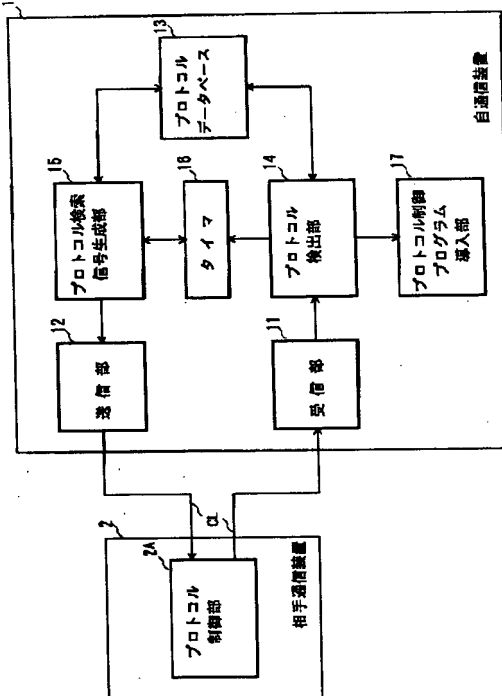 1
13
プロトコル
データベース
15
プロトコル検索
信号生成部
16
タイマ
14
プロトコル
検出部
17
プロトコル制御
プログラム
導入部
12
送信部
11
受信部
自通信装置
CL
2
2A
プロトコル
制御部
相手通信装置